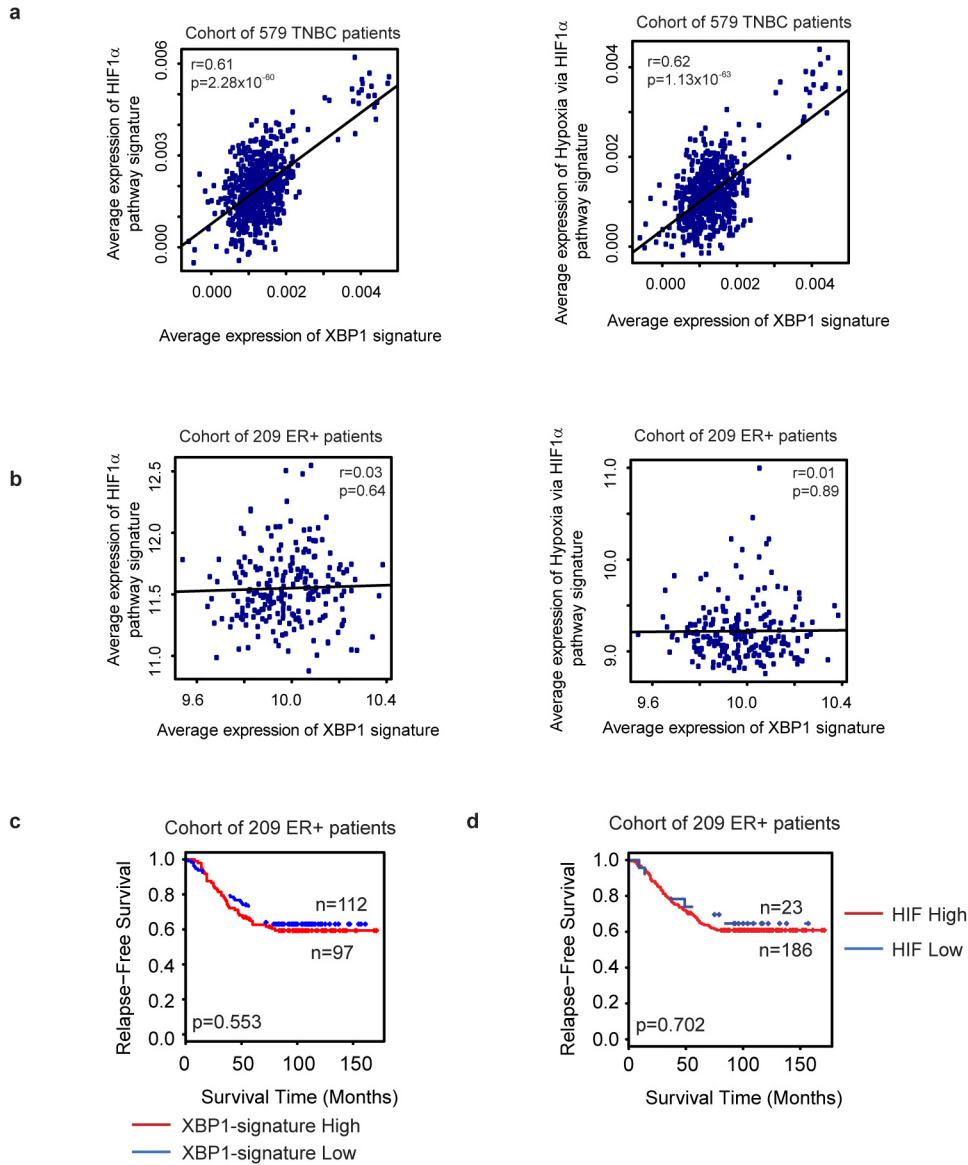 a
Cohort of 579 TNBC patients
r=0.61
p=2.28x10⁻⁶⁰
Average expression of HIF1α
pathway signature
0.006
0.003
0.000
0.000 0.002 0.004
Average expression of XBP1 signature
Cohort of 579 TNBC patients
r=0.62
p=1.13x10⁻⁶³
Average expression of Hypoxia via HIF1α
pathway signature
0.004
0.002
0.000
0.000 0.002 0.004
Average expression of XBP1 signature
b
Cohort of 209 ER+ patients
r=0.03
p=0.64
Average expression of HIF1α
pathway signature
12.5
12.0
11.5
11.0
9.6 10.0 10.4
Average expression of XBP1 signature
Cohort of 209 ER+ patients
r=0.01
p=0.89
Average expression of Hypoxia via HIF1α
pathway signature
11.0
10.0
9.0
9.6 10.0 10.4
Average expression of XBP1 signature
c
Cohort of 209 ER+ patients
Relapse-Free Survival
1.0
0.8
0.6
0.4
0.2
0.0
n=112
n=97
p=0.553
0 50 100 150
Survival Time (Months)
XBP1-signature High
XBP1-signature Low
d
Cohort of 209 ER+ patients
Relapse-Free Survival
1.0
0.8
0.6
0.4
0.2
0.0
n=23
n=186
p=0.702
0 50 100 150
Survival Time (Months)
HIF High
HIF Low